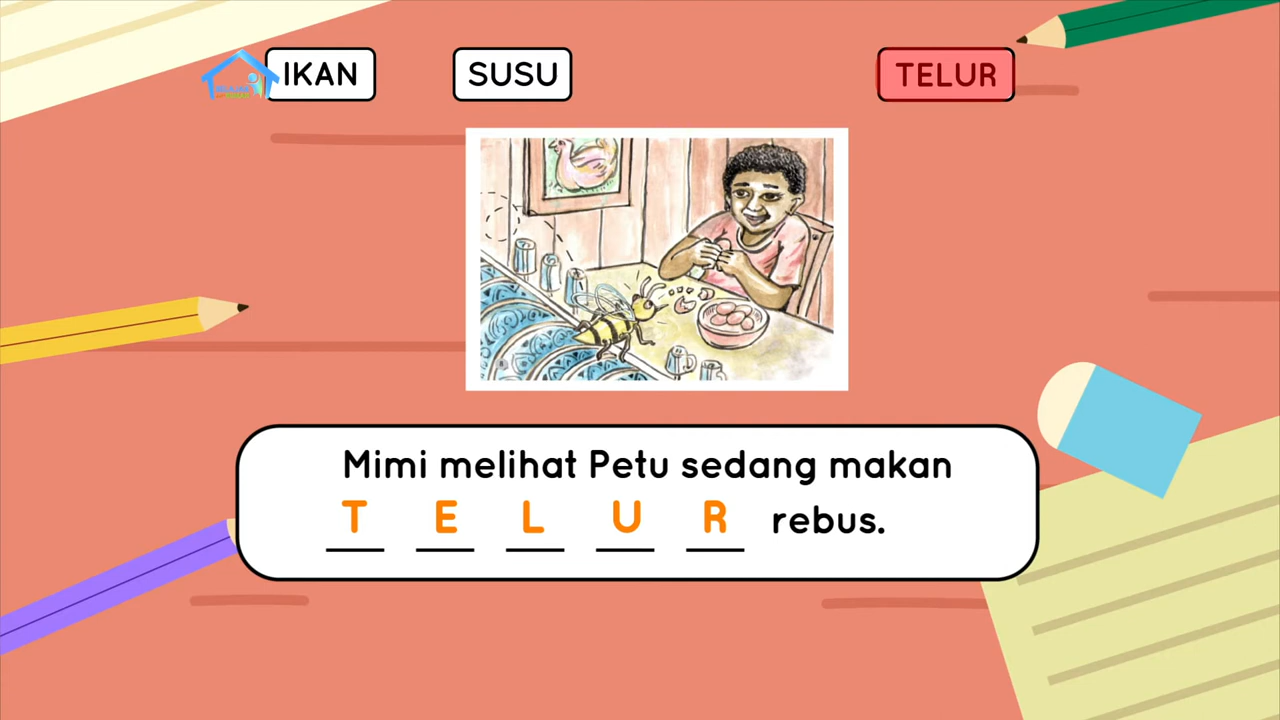 IKAN
SUSU
TELUR
Mimi melihat Petu sedang makan
T E L U R rebus.